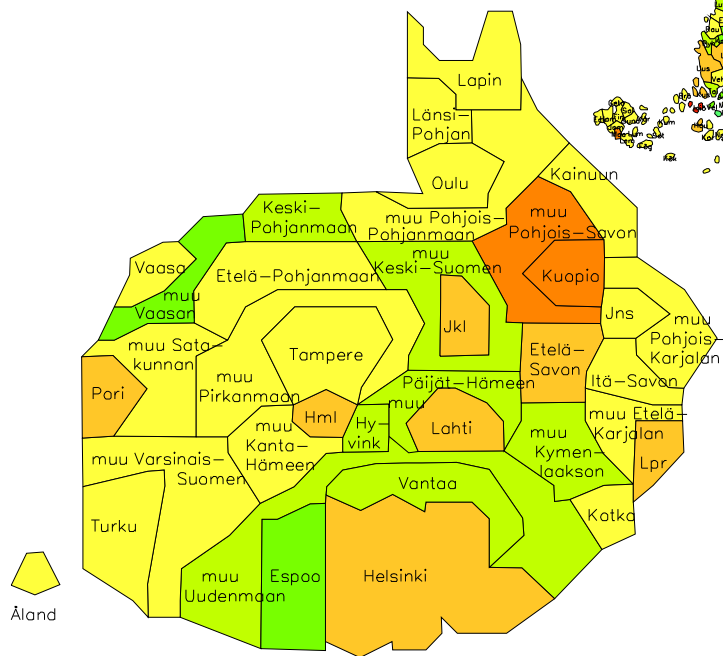 Lapin
Länsi-
Pohjan
Oulu
Kainuun
muu Pohjois-
Pohjanmaan
muu
Pohjois-Savon
Kuopio
Keski-
Pohjanmaan
muu
Keski-Suomen
Jkl
Vaasa
muu
Vaasan
Etelä-Pohjanmaan
Jns
muu
Pohjois-
Karjalan
muu Sata-
kunnan
Tampere
muu
Pirkanmaan
Etelä-
Savon
Itä-Savon
Pori
Hml
Hy-
vink
Päijät-Hämeen
muu
Lahti
muu Etelä-
Karjalan
Lpr
muu
Kanta-
Hämeen
muu
Kymen-
laakson
muu Varsinais-
Suomen
Turku
Vantaa
Kotka
muu
Uudenmaan
Espoo
Helsinki
Åland